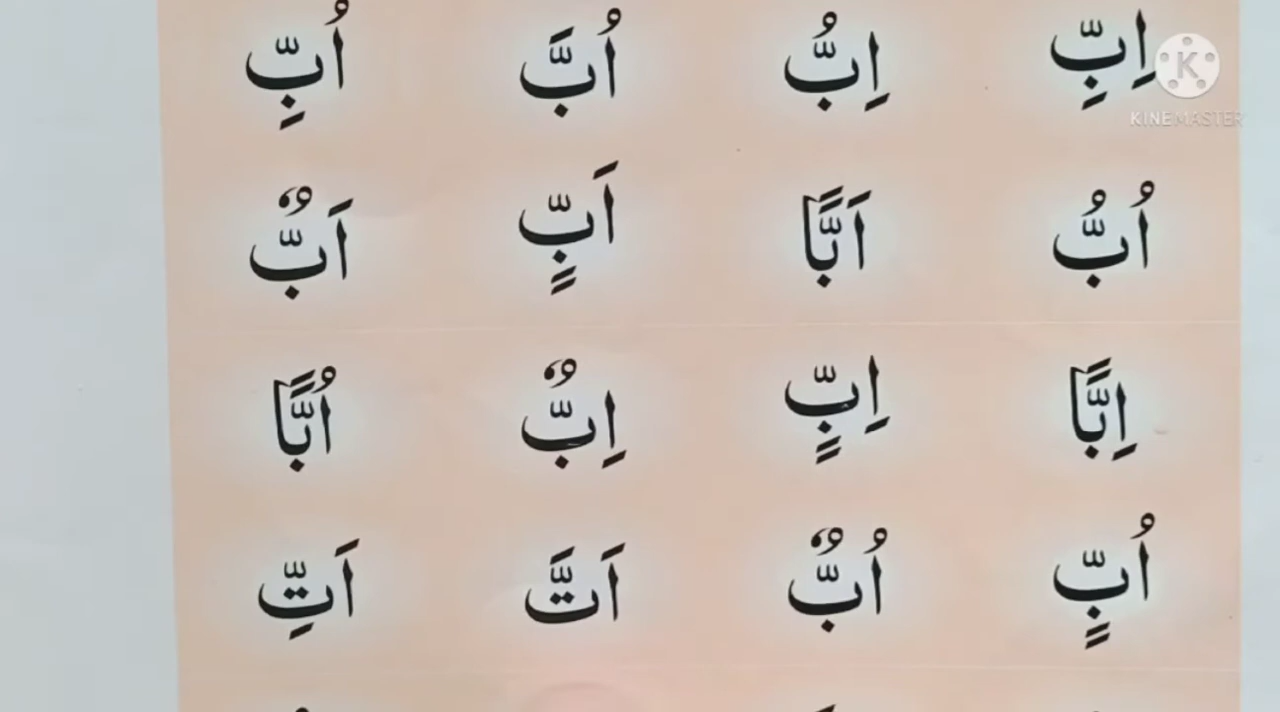 اِبِّ اِبُّ اُبَّ اُبِّ
KINEMASTER
اُبُّ اَبًّا اَبٍّ اَبٌّ
اِبًّا اِبٍّ اِبٌّ اُبًّا
اُبٍّ اُبٌّ اَتَّ اَتِّ